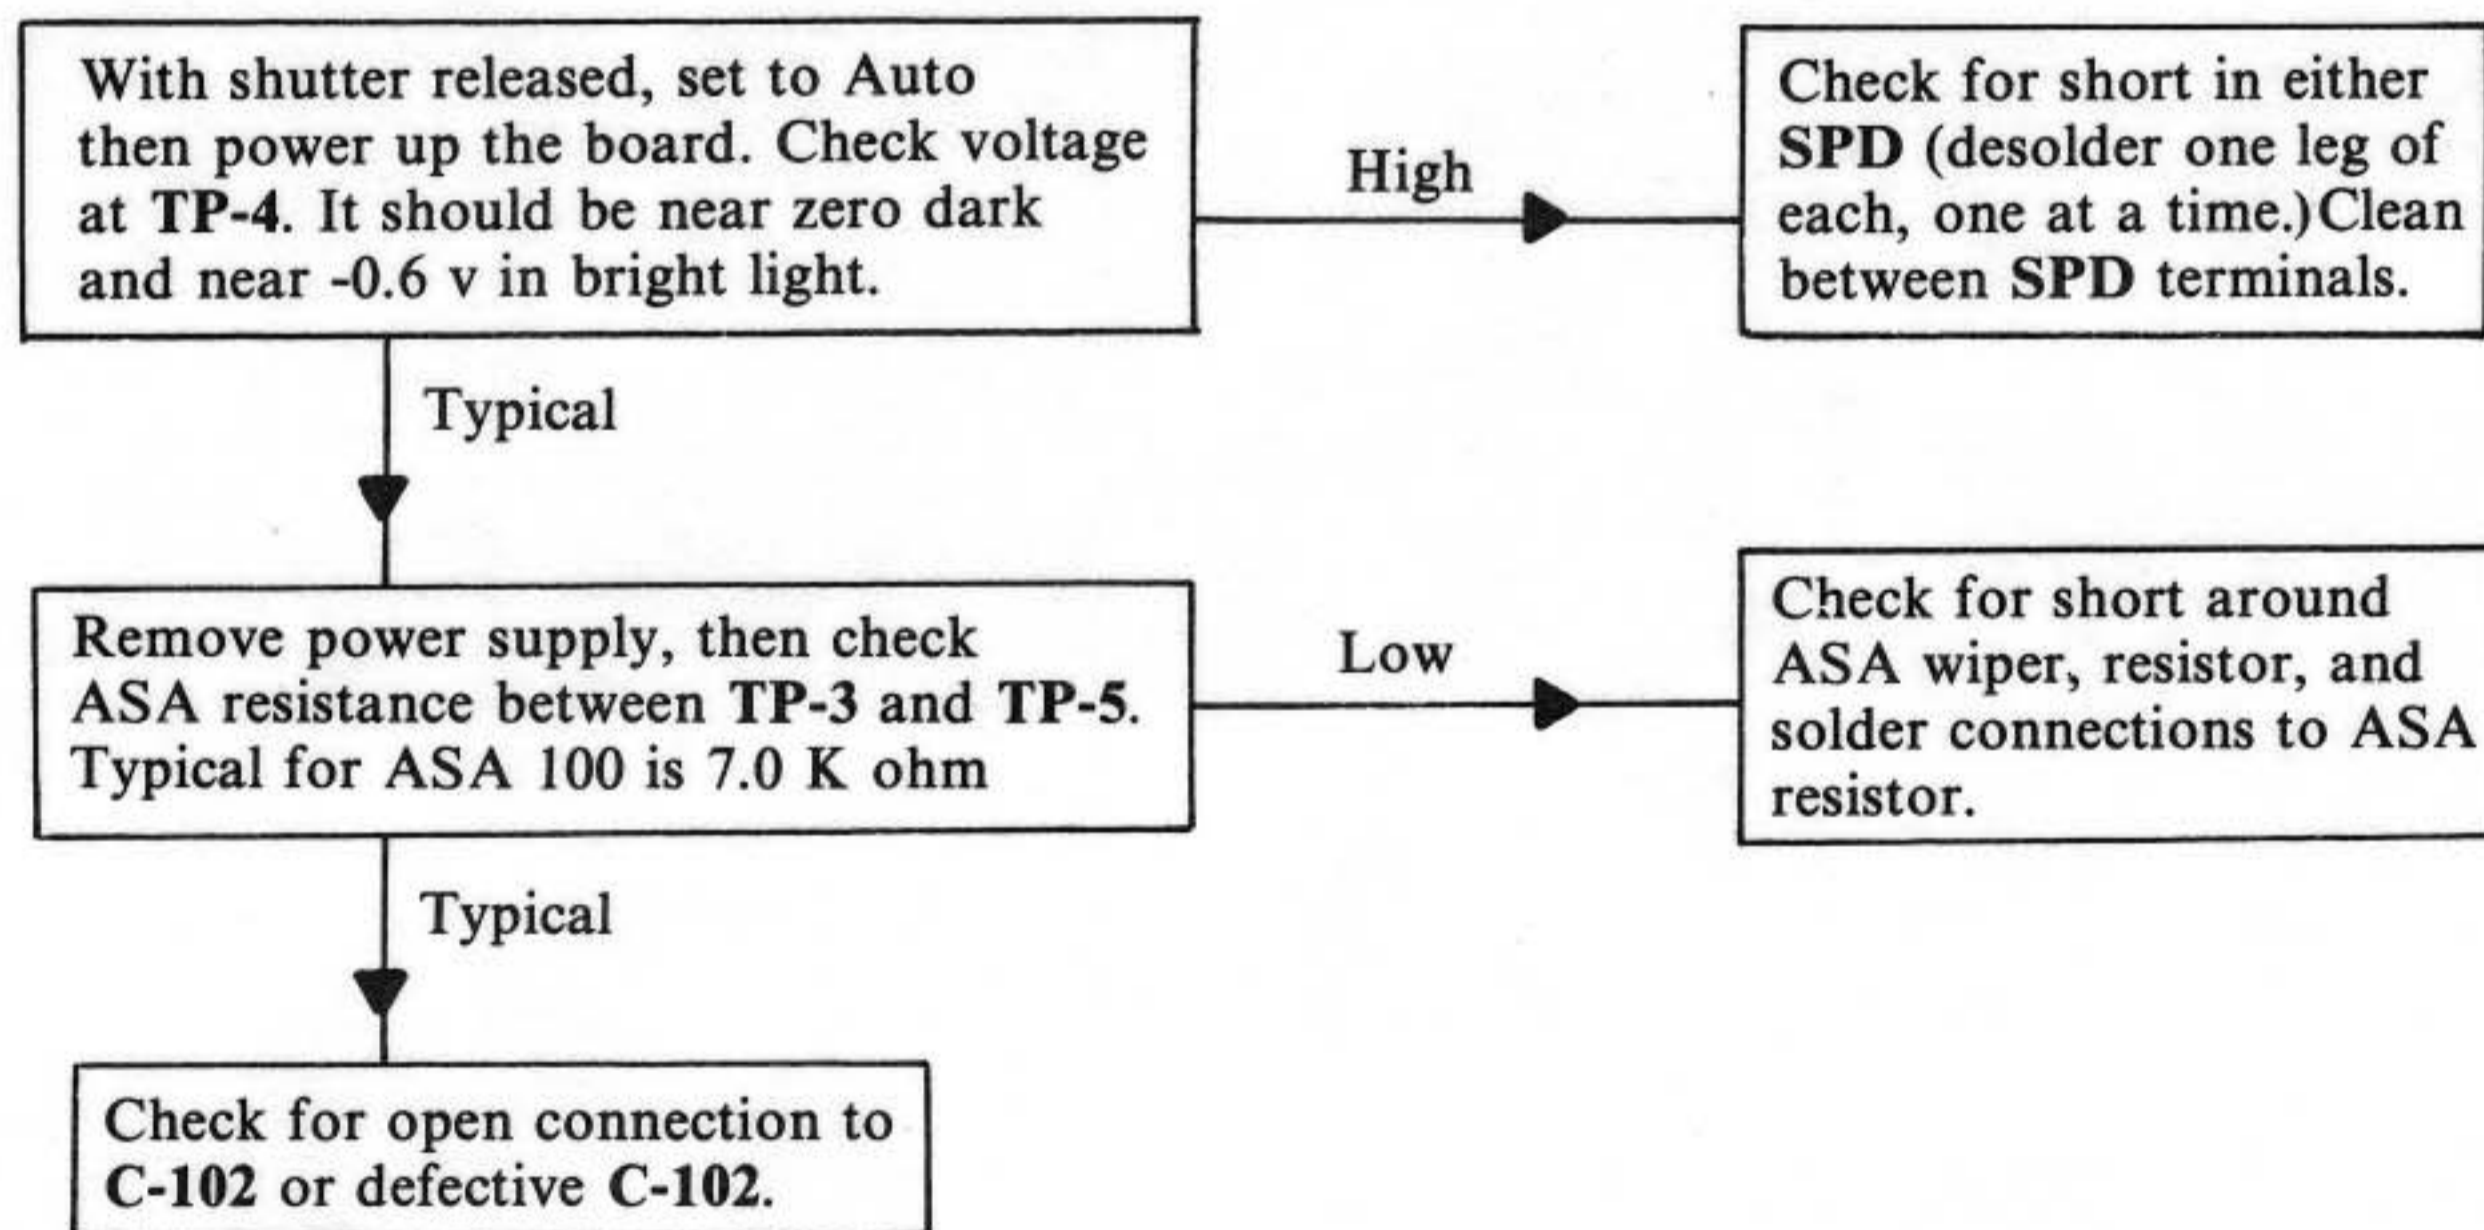 With shutter released, set to Auto
then power up the board. Check voltage
at TP-4. It should be near zero dark
and near -0.6 v in bright light.
High
Check for short in either
SPD (desolder one leg of
each, one at a time.)Clean
between SPD terminals.
Typical
Remove power supply, then check
ASA resistance between TP-3 and TP-5.
Typical for ASA 100 is 7.0 K ohm
Low
Check for short around
ASA wiper, resistor, and
solder connections to ASA
resistor.
Typical
Check for open connection to
C-102 or defective C-102.